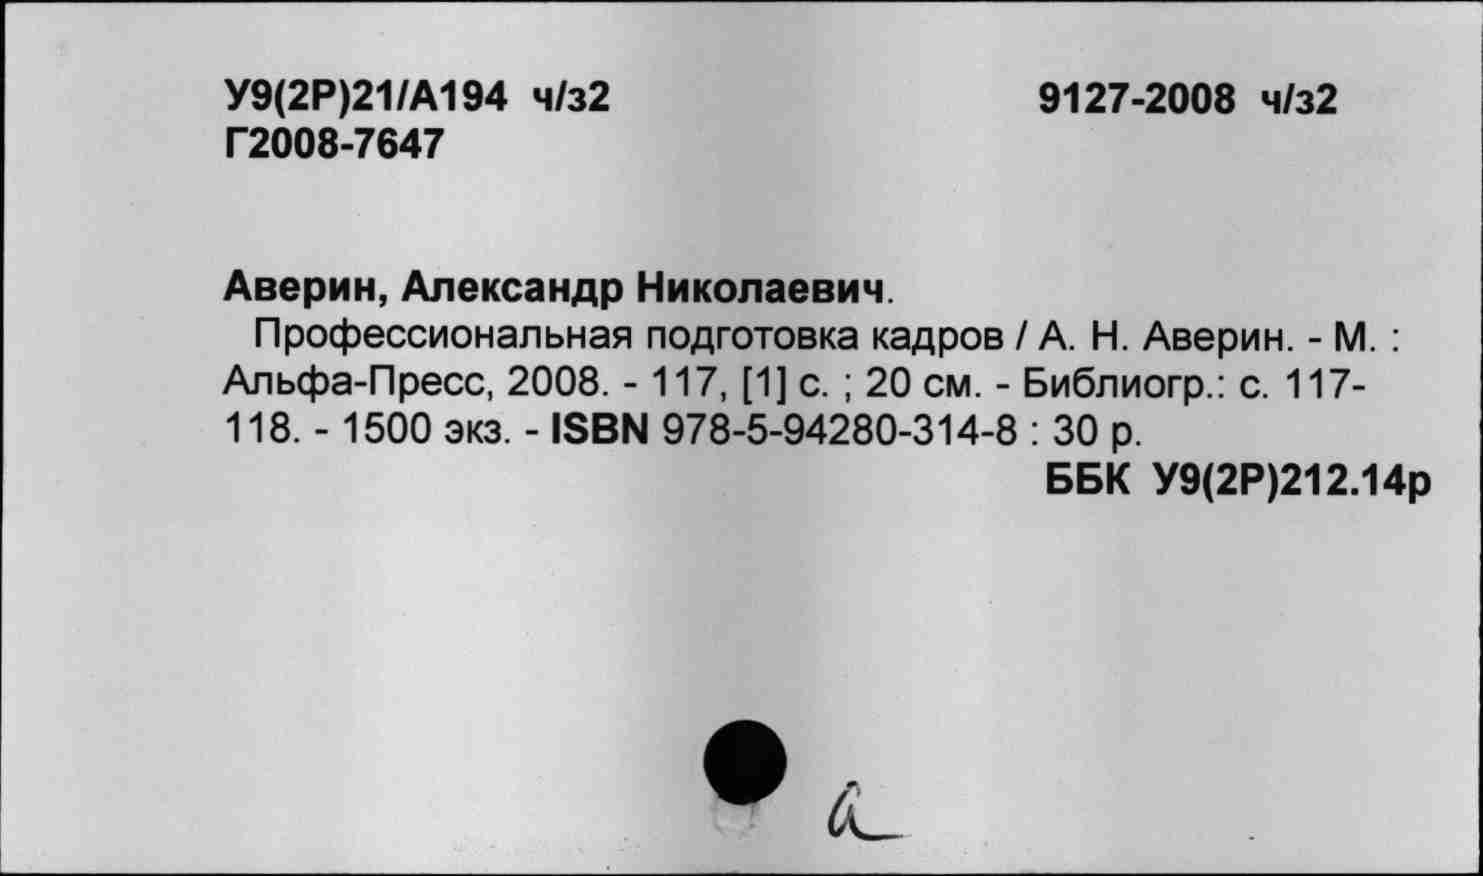 У9(2Р)21/А194 ч/з2 9127-2008 ч/з2
Г2008-7647
Аверин, Александр Николаевич.
Профессиональная подготовка кадров / А. Н. Аверин. - М. :
Альфа-Пресс, 2008. - 117, [1] с. ; 20 см. - Библиогр.: с. 117-
118. - 1500 экз. - ISBN 978-5-94280-314-8 : 30 р.
ББК У9(2Р)212.14р
а